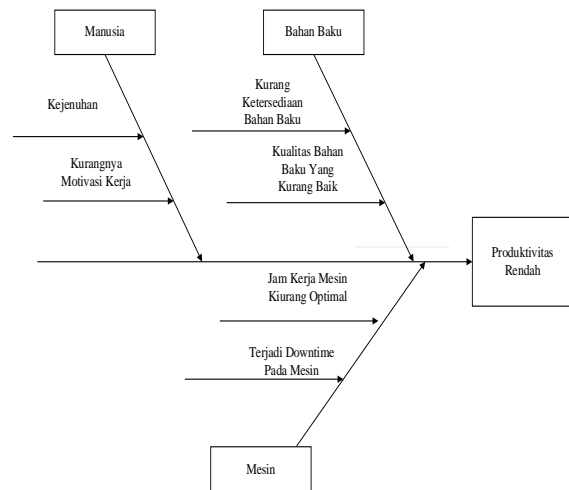 Manusia
Bahan Baku
Kejenuhan
Kurangnya
Motivasi Kerja
Kurang
Ketersediaan
Bahan Baku
Kualitas Bahan
Baku Yang
Kurang Baik
Produktivitas
Rendah
Jam Kerja Mesin
Kiurang Optimal
Terjadi Downtime
Pada Mesin
Mesin